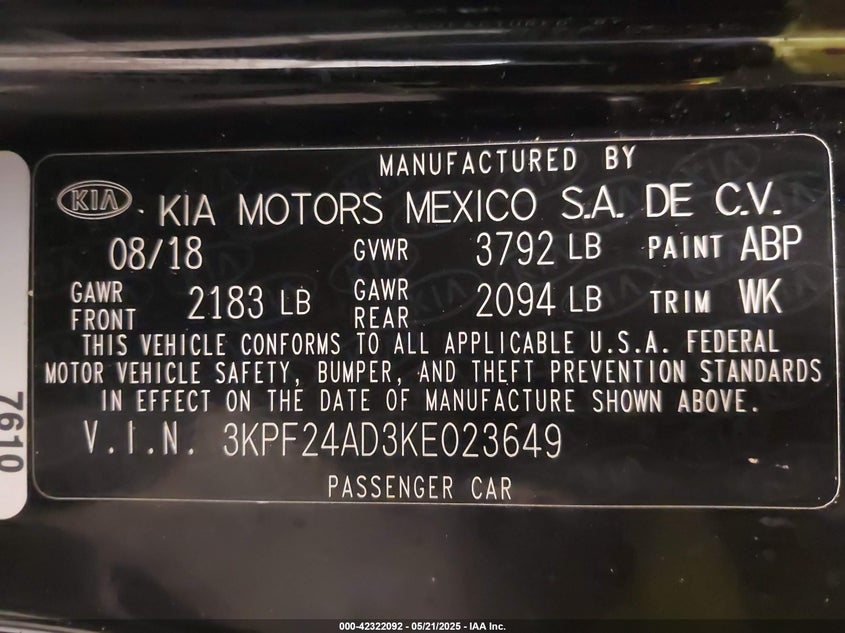 MANUFACTURED BY
KIA KIA MOTORS MEXICO S.A. DE C.V.
08/18 GVWR 3792 LB PAINT ABP
GAWR FRONT 2183 LB GAWR REAR 2094 LB TRIM WK
THIS VEHICLE CONFORMS TO ALL APPLICABLE U.S.A. FEDERAL
MOTOR VEHICLE SAFETY, BUMPER, AND THEFT PREVENTION STANDARDS
IN EFFECT ON THE DATE OF MANUFACTURE SHOWN ABOVE.
V.I.N. 3KPF24AD3KE023649
PASSENGER CAR
7610
000-42322092 - 05/21/2025 - IAA Inc.